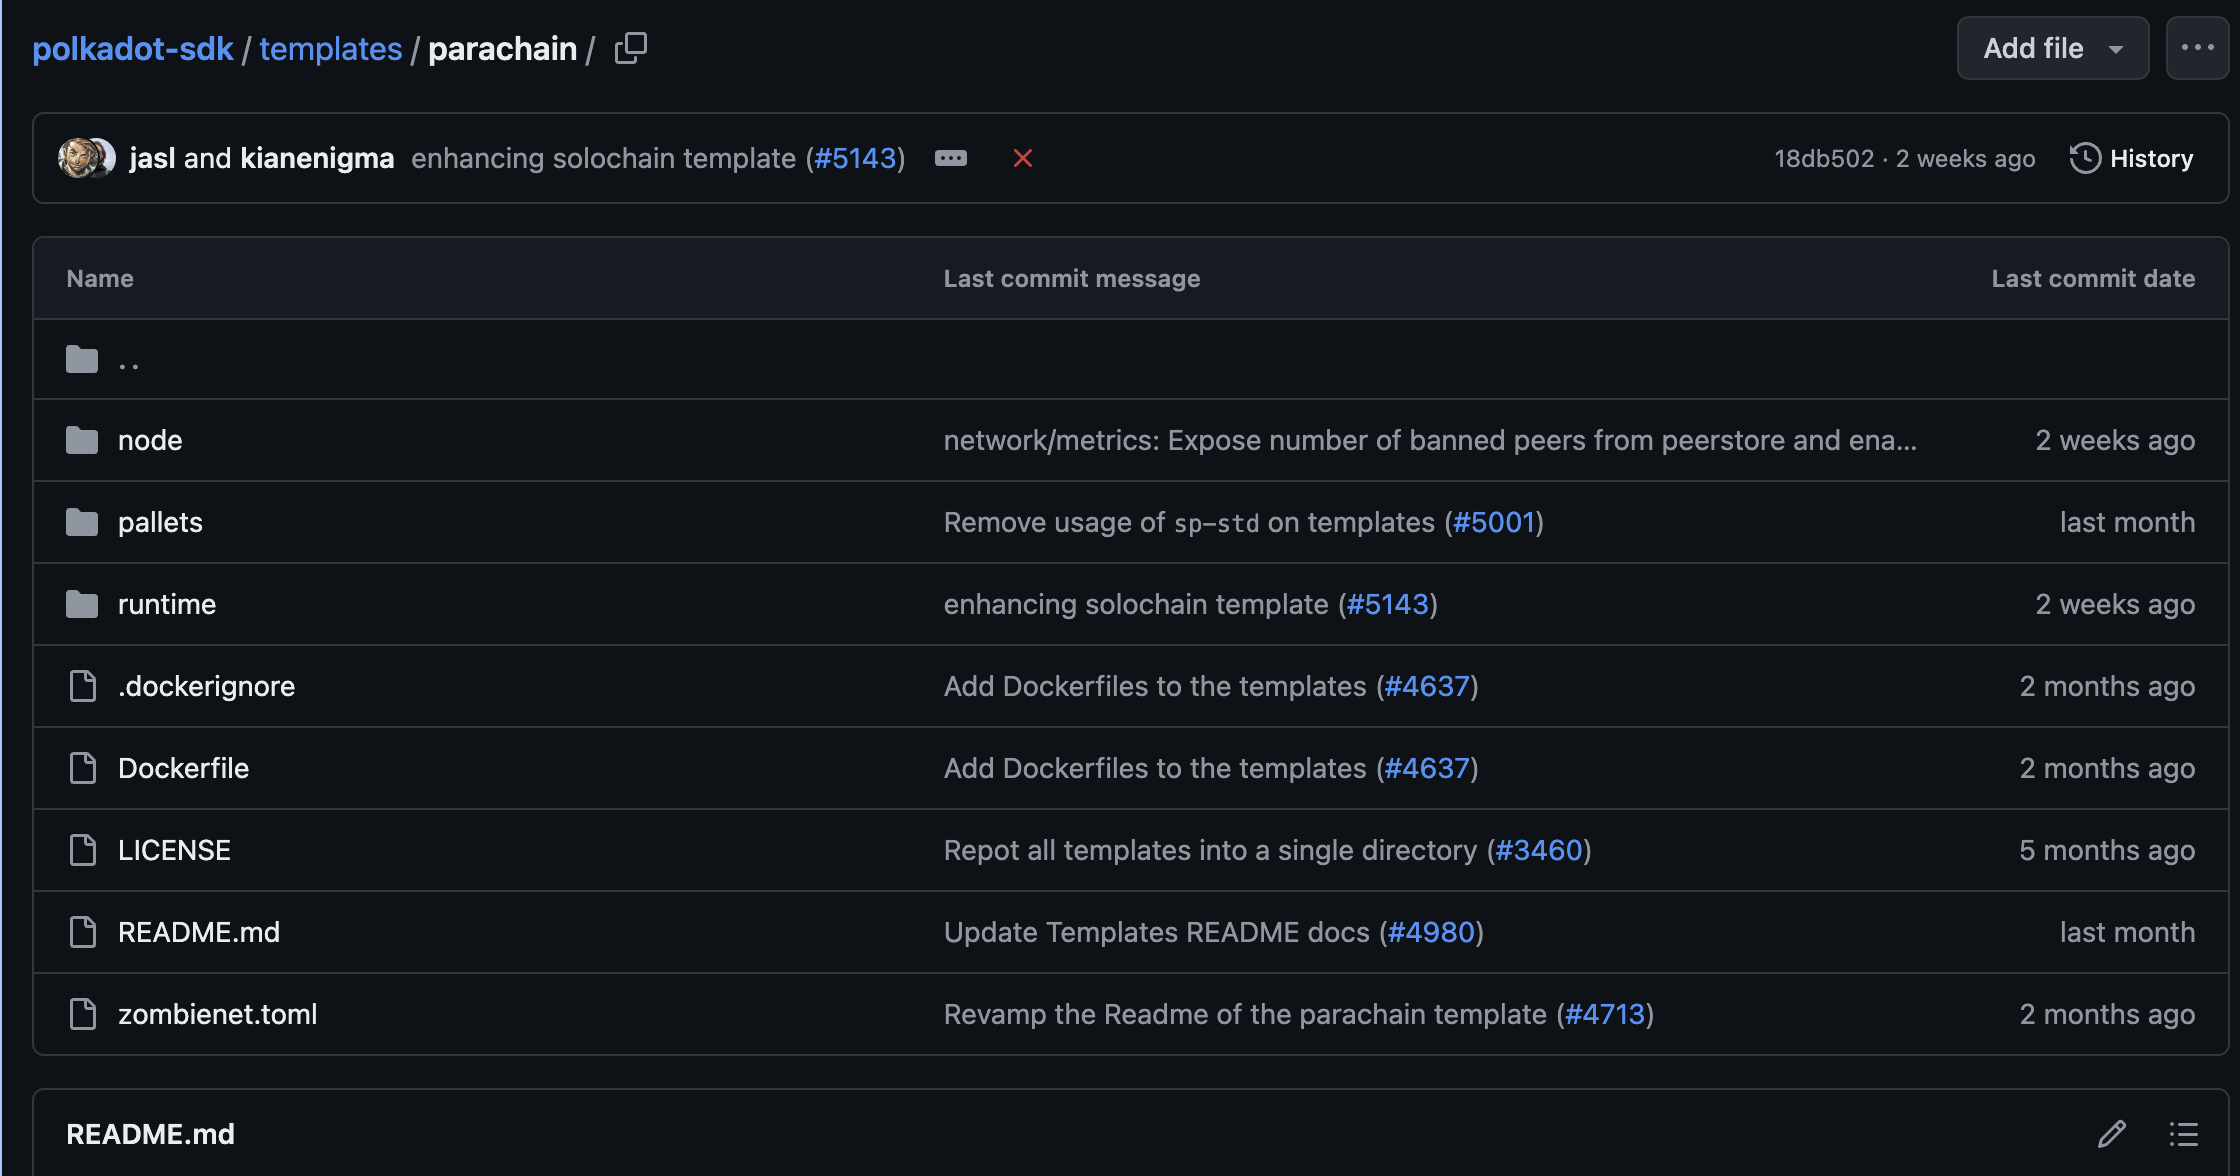 polkadot-sdk / templates / parachain /
Add file
jasl and kianenigma enhancing solochain template (#5143)
18db502 · 2 weeks ago
History
Name Last commit message Last commit date
..
node network/metrics: Expose number of banned peers from peerstore and ena... 2 weeks ago
pallets Remove usage of sp-std on templates (#5001) last month
runtime enhancing solochain template (#5143) 2 weeks ago
.dockerignore Add Dockerfiles to the templates (#4637) 2 months ago
Dockerfile Add Dockerfiles to the templates (#4637) 2 months ago
LICENSE Repot all templates into a single directory (#3460) 5 months ago
README.md Update Templates README docs (#4980) last month
zombienet.toml Revamp the Readme of the parachain template (#4713) 2 months ago
README.md